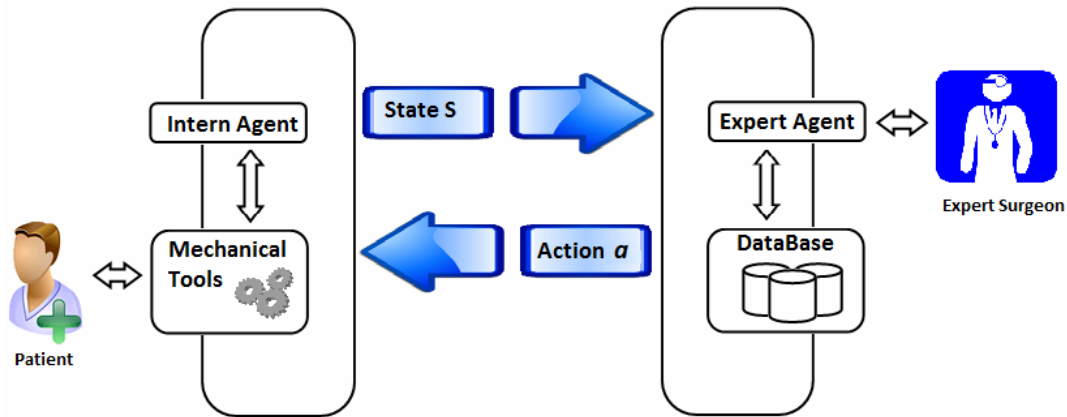 Intern Agent
State S
Expert Agent
Expert Surgeon
Mechanical
Tools
Action a
DataBase
Patient